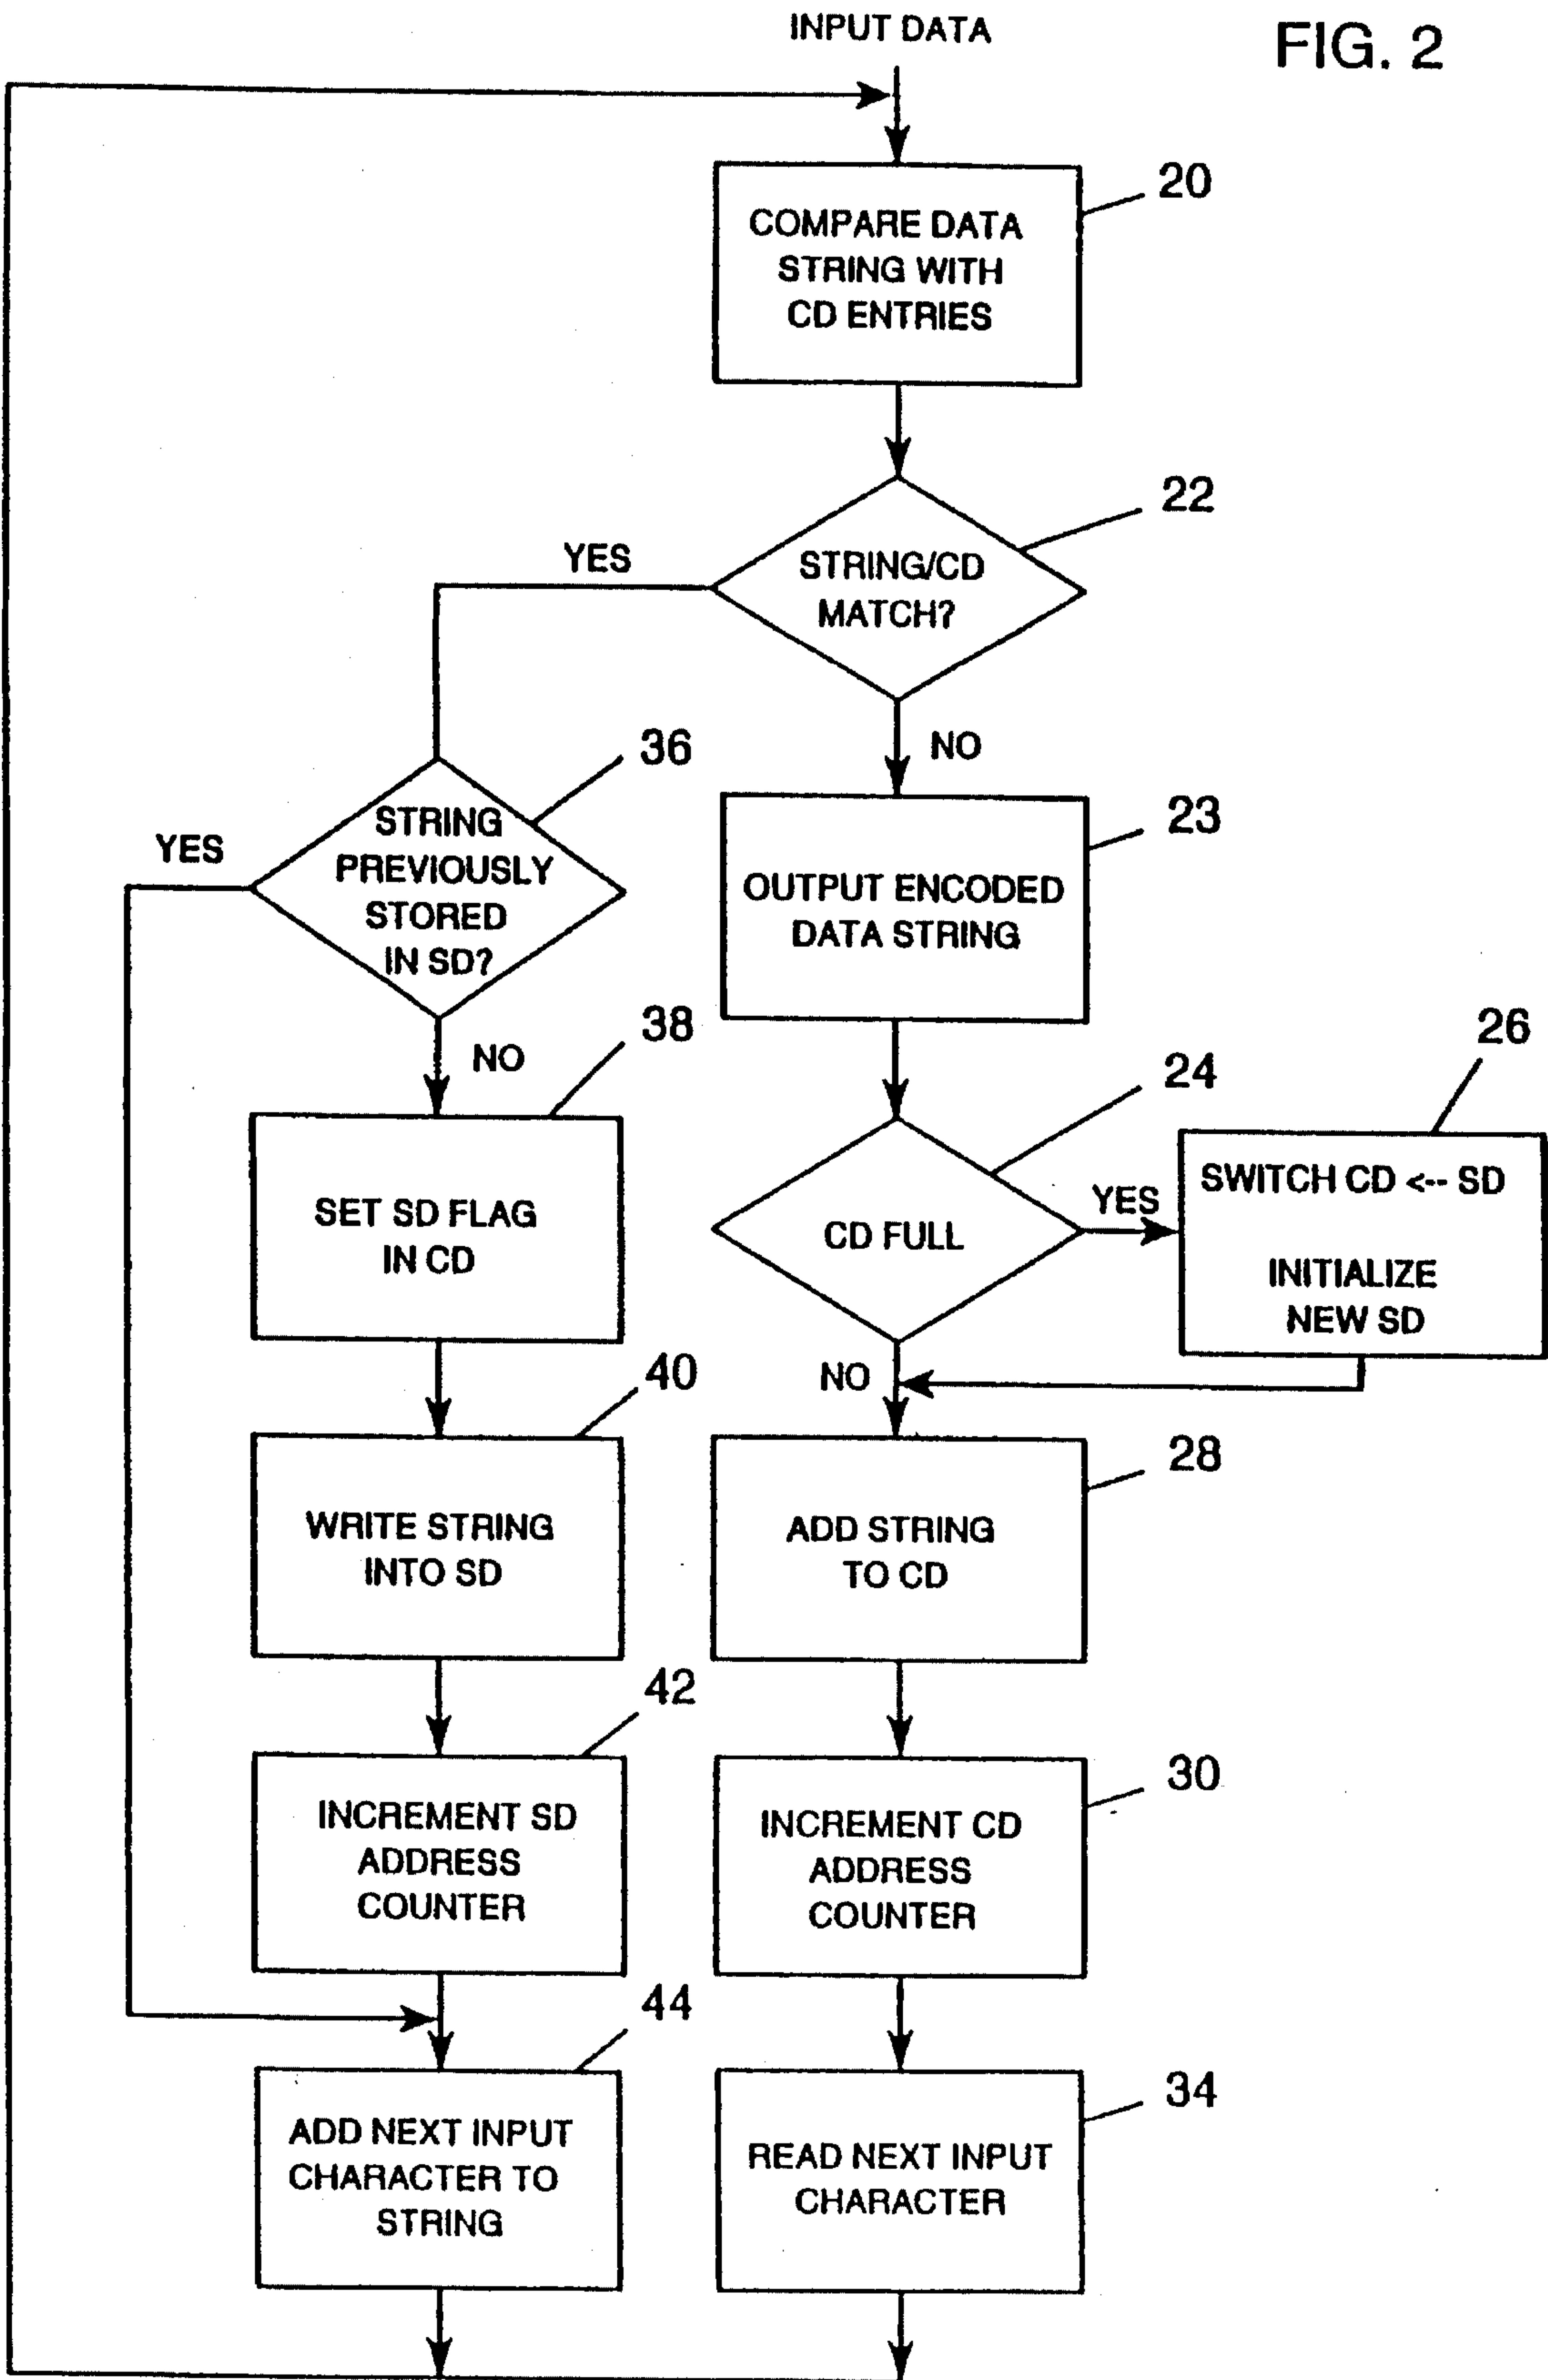 INPUT DATA
FIG. 2
20
COMPARE DATA
STRING WITH
CD ENTRIES
22
YES
STRING/CD
MATCH?
NO
36
STRING
PREVIOUSLY
STORED
IN SD?
YES
NO
23
OUTPUT ENCODED
DATA STRING
38
SET SD FLAG
IN CD
24
CD FULL
YES
NO
26
SWITCH CD <-- SD
INITIALIZE
NEW SD
40
WRITE STRING
INTO SD
28
ADD STRING
TO CD
42
INCREMENT SD
ADDRESS
COUNTER
30
INCREMENT CD
ADDRESS
COUNTER
44
ADD NEXT INPUT
CHARACTER TO
STRING
34
READ NEXT INPUT
CHARACTER